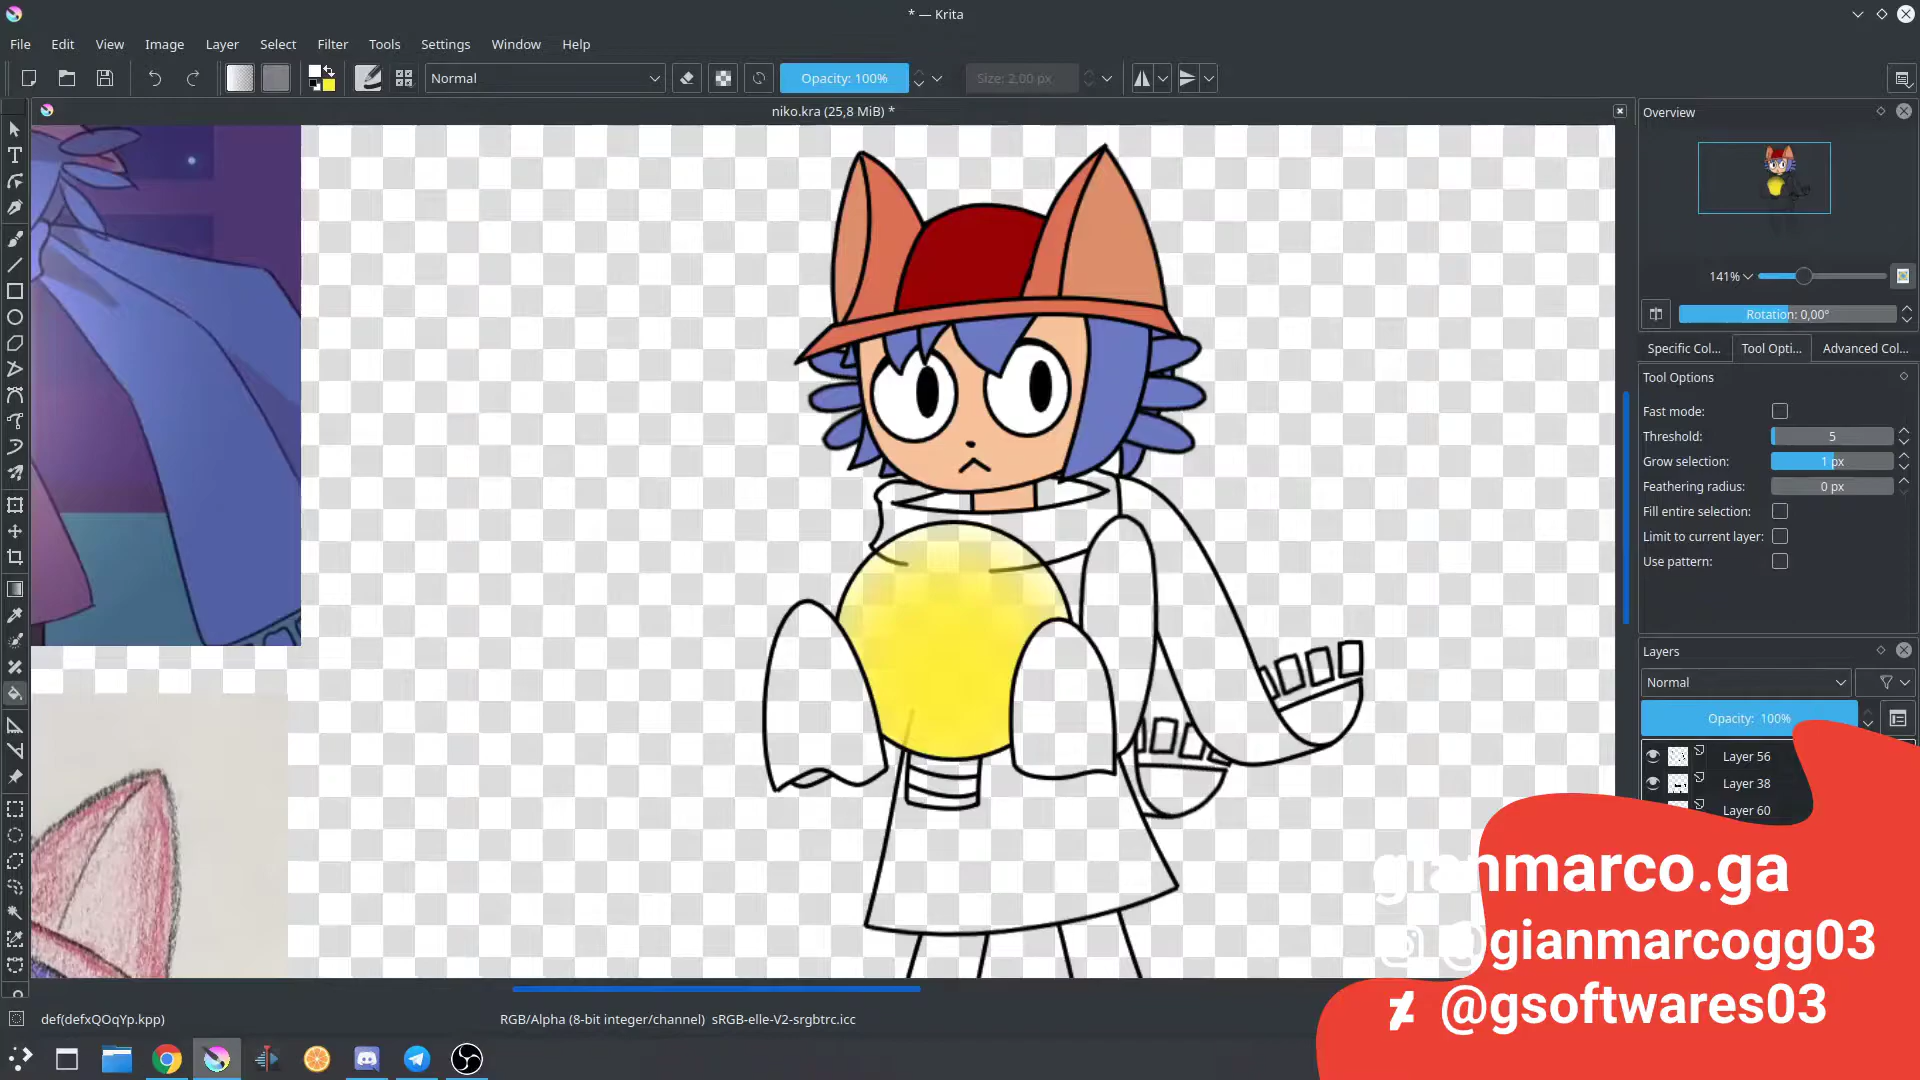 * — Krita
File Edit View Image Layer Select Filter Tools Settings Window Help
Normal Opacity: 100% Size: 2,00 px
niko.kra (25,8 MiB) *
Overview
141%
Rotation: 0,00°
Specific Col... Tool Opti... Advanced Col...
Tool Options
Fast mode:
Threshold: 5
Grow selection: 1 px
Feathering radius: 0 px
Fill entire selection:
Limit to current layer:
Use pattern:
Layers
Normal
Opacity: 100%
Layer 56
Layer 38
Layer 60
gianmarco.ga
@gianmarcogg03
@gsoftwares03
def(defxQOqYp.kpp)
RGB/Alpha (8-bit integer/channel) sRGB-elle-V2-srgbtrc.icc